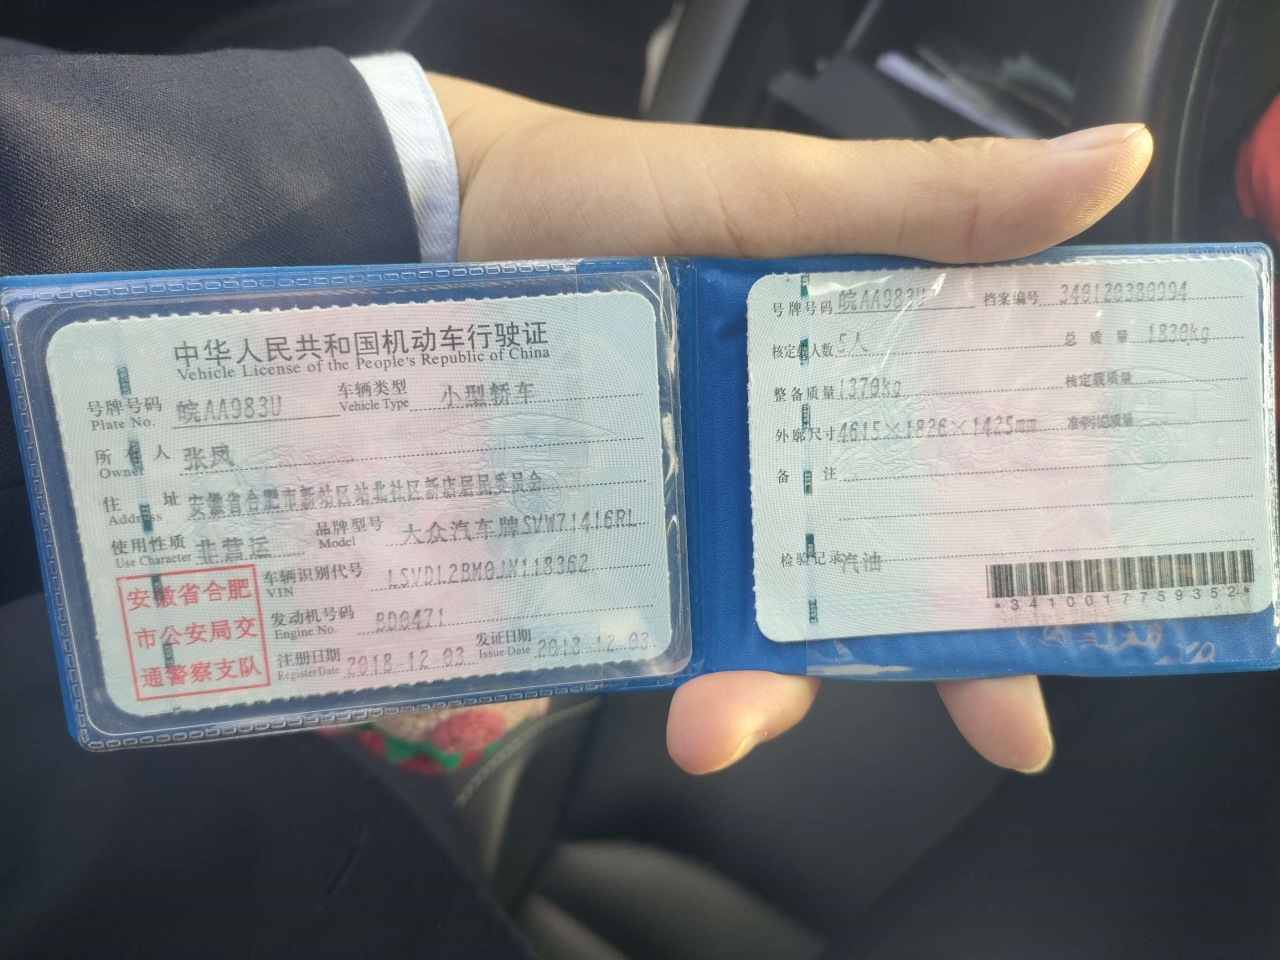 中华人民共和国机动车行驶证
Vehicle License of the People's Republic of China
号牌号码 Plate No. 皖AA983U 车辆类型 Vehicle Type 小型轿车
所有人 Owner 张凤
住址 Address 安徽省合肥市新站区站北社区新店居民委员会
使用性质 Use Character 非营运 品牌型号 Model 大众汽车牌SVW71416RL
车辆识别代号 VIN LSVDL2BM0JN118362
发动机号码 Engine No. RD0471
注册日期 Register Date 2018-12-03 发证日期 Issue Date 2018-12-03
安徽省合肥
市公安局交
通警察支队
号牌号码 皖AA983U 档案编号 340120380994
核定载人数 5人 总质量 1830kg
整备质量 1370kg 核定载质量
外廓尺寸 4615×1826×1425mm 准牵引总质量
备注
检验记录 汽油
*3410017759352*